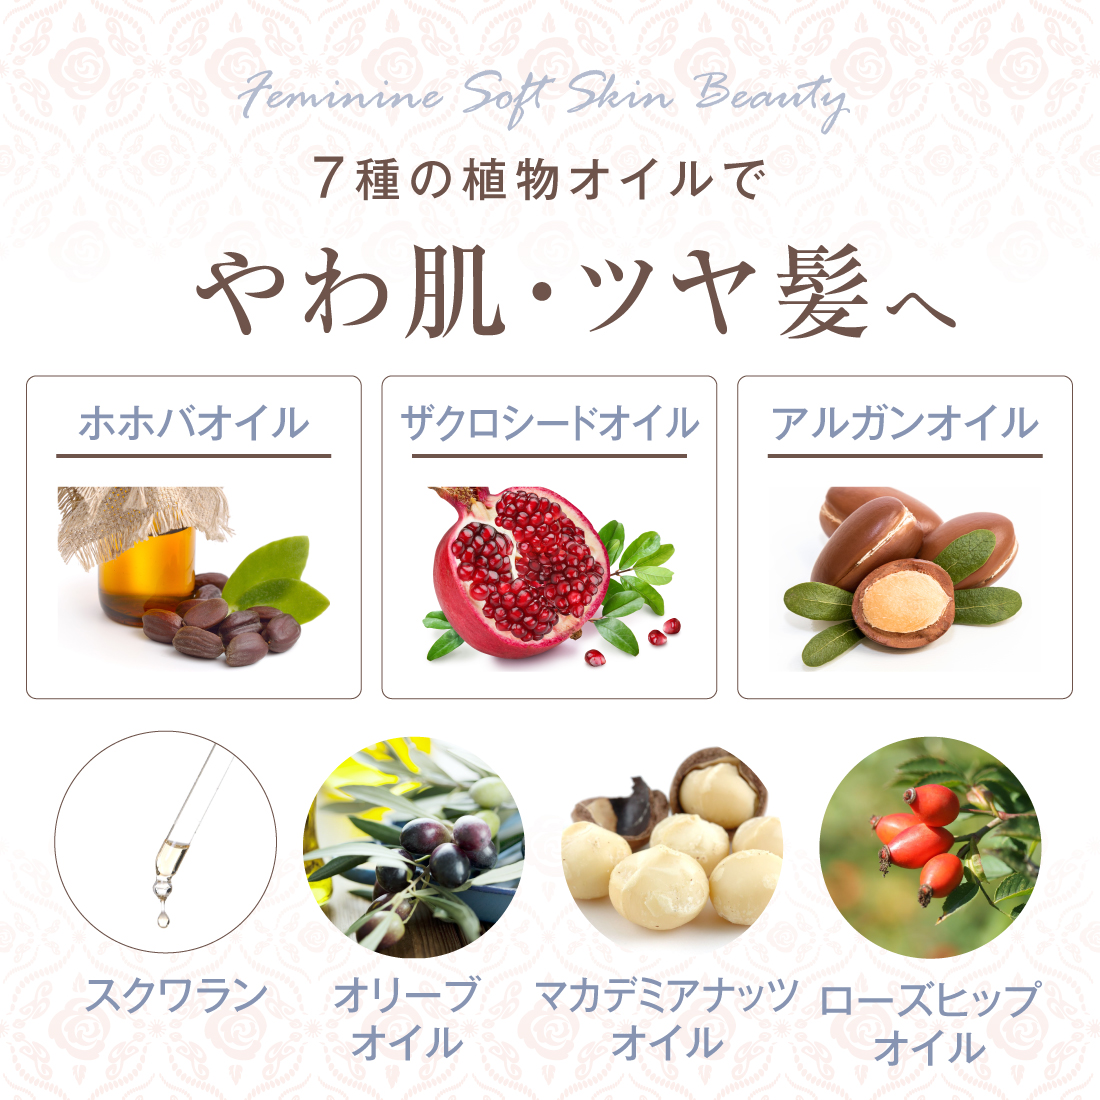 Feminine Soft Skin Beauty
7種の植物オイルで
やわ肌・ツヤ髪へ
ホホバオイル
ザクロシードオイル
アルガンオイル
スクワラン
オリーブ
オイル
マカデミアナッツ
オイル
ローズヒップ
オイル